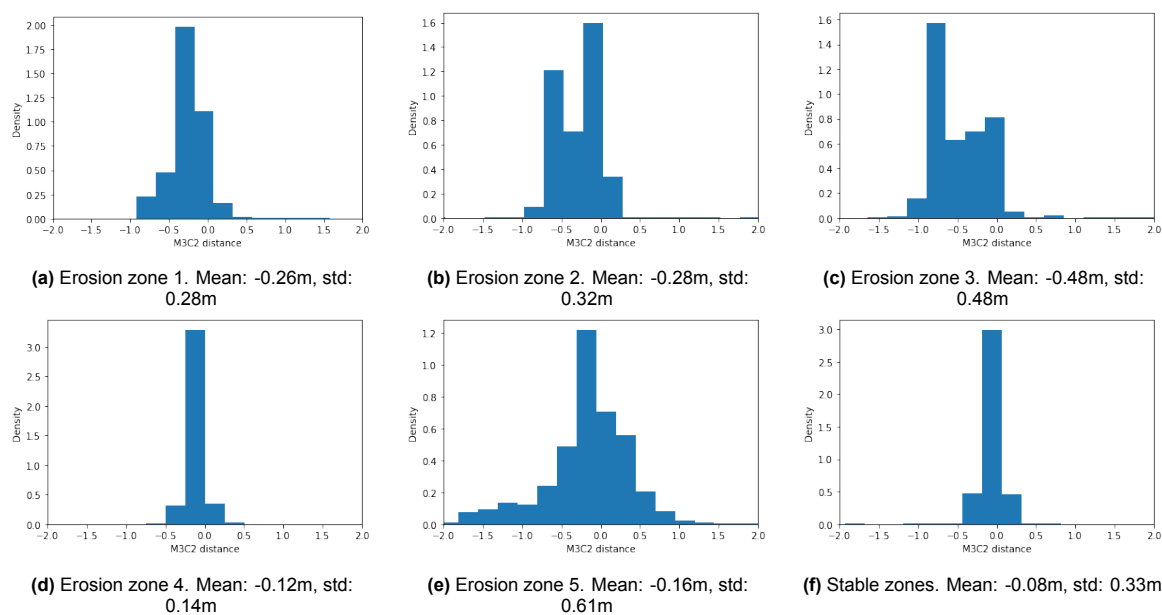 2.00
1.75
1.50
1.25
1.00
0.75
0.50
0.25
0.00
Density
−2.0 −1.5 −1.0 −0.5 0.0 0.5 1.0 1.5 2.0
M3C2 distance
(a) Erosion zone 1. Mean: -0.26m, std:
0.28m
1.6
1.4
1.2
1.0
0.8
0.6
0.4
0.2
0.0
Density
−2.0 −1.5 −1.0 −0.5 0.0 0.5 1.0 1.5 2.0
M3C2 distance
(b) Erosion zone 2. Mean: -0.28m, std:
0.32m
1.6
1.4
1.2
1.0
0.8
0.6
0.4
0.2
0.0
Density
−2.0 −1.5 −1.0 −0.5 0.0 0.5 1.0 1.5 2.0
M3C2 distance
(c) Erosion zone 3. Mean: -0.48m, std:
0.48m
3.0
2.5
2.0
1.5
1.0
0.5
0.0
Density
−2.0 −1.5 −1.0 −0.5 0.0 0.5 1.0 1.5 2.0
M3C2 distance
(d) Erosion zone 4. Mean: -0.12m, std:
0.14m
1.2
1.0
0.8
0.6
0.4
0.2
0.0
Density
−2.0 −1.5 −1.0 −0.5 0.0 0.5 1.0 1.5 2.0
M3C2 distance
(e) Erosion zone 5. Mean: -0.16m, std:
0.61m
3.0
2.5
2.0
1.5
1.0
0.5
0.0
Density
−2.0 −1.5 −1.0 −0.5 0.0 0.5 1.0 1.5 2.0
M3C2 distance
(f) Stable zones. Mean: -0.08m, std: 0.33m